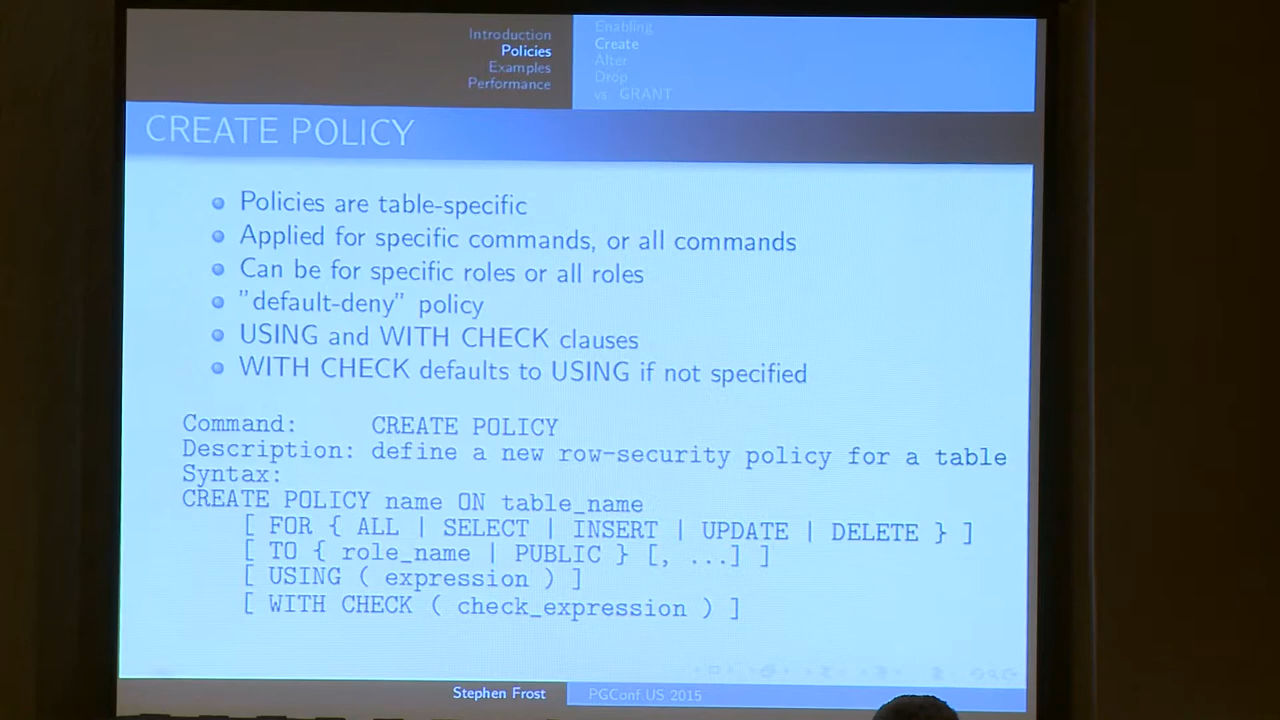 Introduction
Policies
Examples
Performance
Enabling
Create
Alter
Drop
vs. GRANT
CREATE POLICY
Policies are table-specific
Applied for specific commands, or all commands
Can be for specific roles or all roles
”default-deny” policy
USING and WITH CHECK clauses
WITH CHECK defaults to USING if not specified
Command: CREATE POLICY
Description: define a new row-security policy for a table
Syntax:
CREATE POLICY name ON table_name
[ FOR { ALL | SELECT | INSERT | UPDATE | DELETE } ]
[ TO { role_name | PUBLIC } [, ...] ]
[ USING ( expression ) ]
[ WITH CHECK ( check_expression ) ]
Stephen Frost
PGConf.US 2015